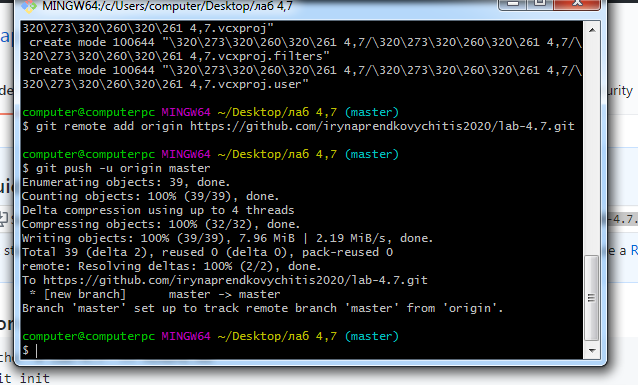 MINGW64:/c/Users/computer/Desktop/лаб 4,7
320\273\320\260\320\261 4,7.vcxproj"
create mode 100644 "\320\273\320\260\320\261 4,7/\320\273\320\260\320\261 4,7/\
320\273\320\260\320\261 4,7.vcxproj.filters"
create mode 100644 "\320\273\320\260\320\261 4,7/\320\273\320\260\320\261 4,7/\
320\273\320\260\320\261 4,7.vcxproj.user"
computer@computerpc MINGW64 ~/Desktop/лаб 4,7 (master)
$ git remote add origin https://github.com/irynaprendkovychitis2020/lab-4.7.git
computer@computerpc MINGW64 ~/Desktop/лаб 4,7 (master)
$ git push -u origin master
Enumerating objects: 39, done.
Counting objects: 100% (39/39), done.
Delta compression using up to 4 threads
Compressing objects: 100% (32/32), done.
Writing objects: 100% (39/39), 7.96 MiB | 2.19 MiB/s, done.
Total 39 (delta 2), reused 0 (delta 0), pack-reused 0
remote: Resolving deltas: 100% (2/2), done.
To https://github.com/irynaprendkovychitis2020/lab-4.7.git
* [new branch] master -> master
Branch 'master' set up to track remote branch 'master' from 'origin'.
computer@computerpc MINGW64 ~/Desktop/лаб 4,7 (master)
$
urity
-4.7.
e a R
it init